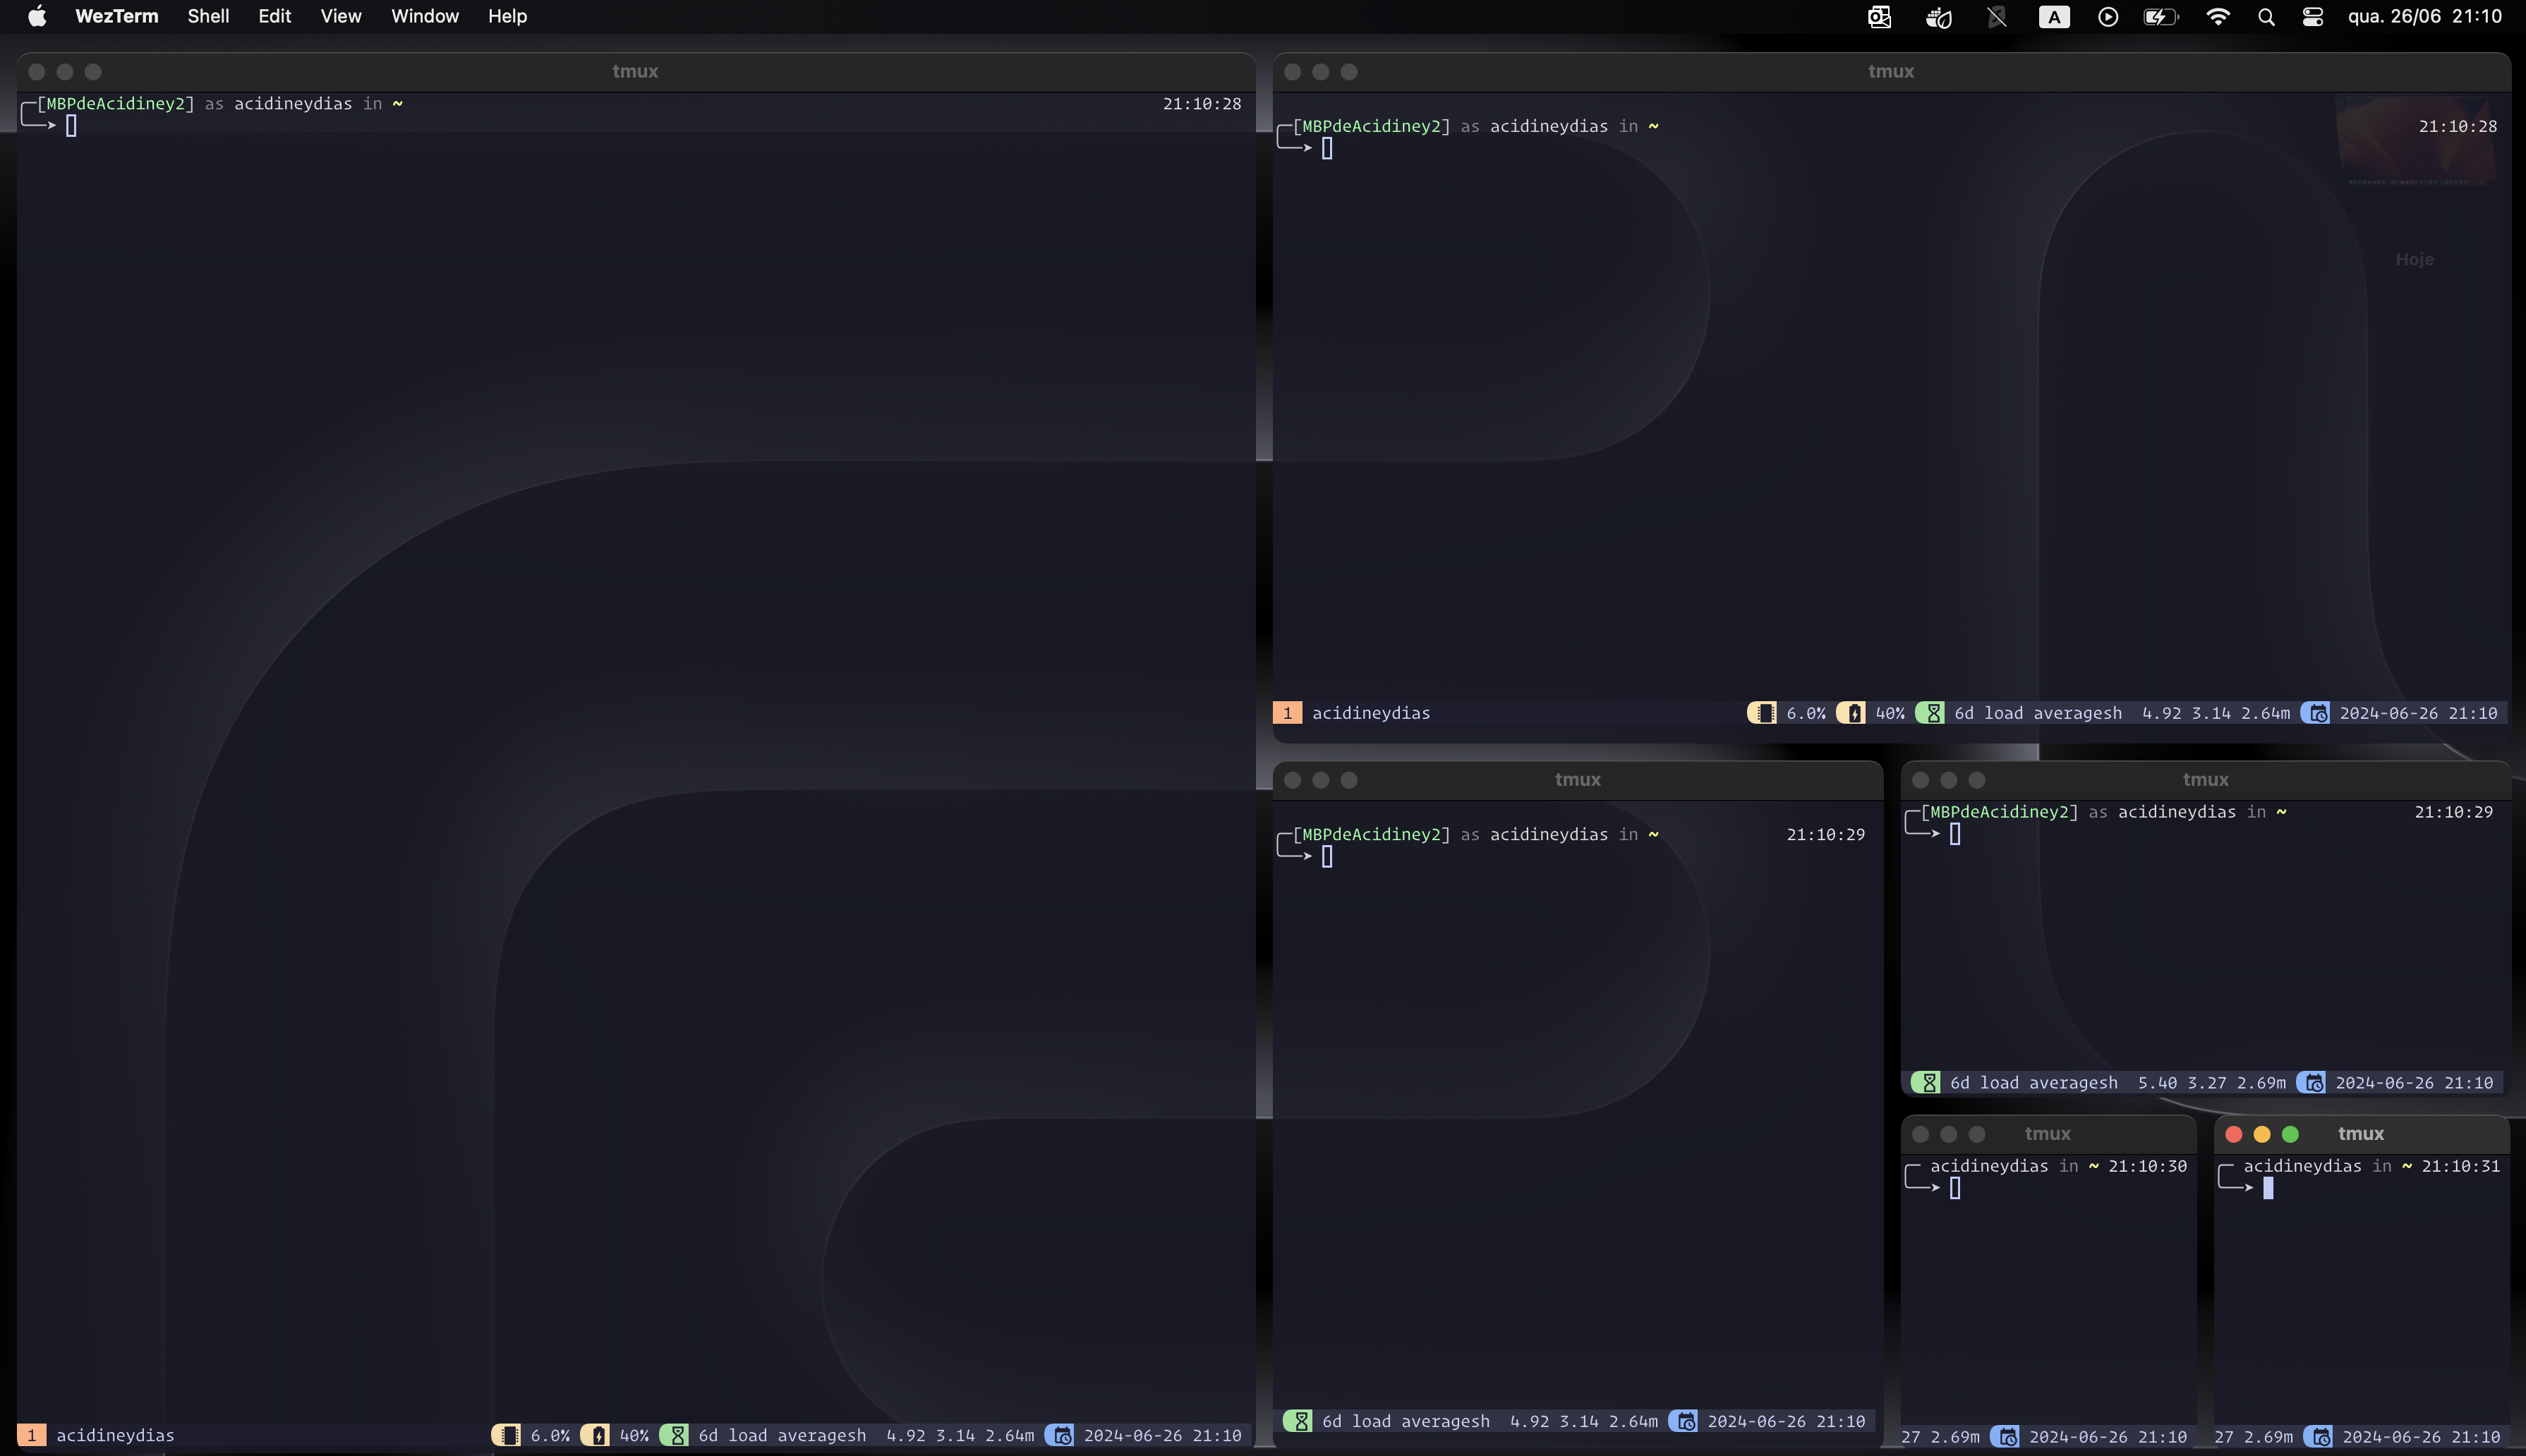 WezTerm Shell Edit View Window Help A qua. 26/06 21:10
tmux
[MBPdeAcidiney2] as acidineydias in ~ 21:10:28
1 acidineydias 6.0% 40% 6d load averagesh 4.92 3.14 2.64m 2024-06-26 21:10
tmux
[MBPdeAcidiney2] as acidineydias in ~ 21:10:28
Hoje
1 acidineydias 6.0% 40% 6d load averagesh 4.92 3.14 2.64m 2024-06-26 21:10
tmux
[MBPdeAcidiney2] as acidineydias in ~ 21:10:29
6d load averagesh 4.92 3.14 2.64m 2024-06-26 21:10
tmux
[MBPdeAcidiney2] as acidineydias in ~ 21:10:29
6d load averagesh 5.40 3.27 2.69m 2024-06-26 21:10
tmux
acidineydias in ~ 21:10:30
27 2.69m 2024-06-26 21:10
tmux
acidineydias in ~ 21:10:31
27 2.69m 2024-06-26 21:10